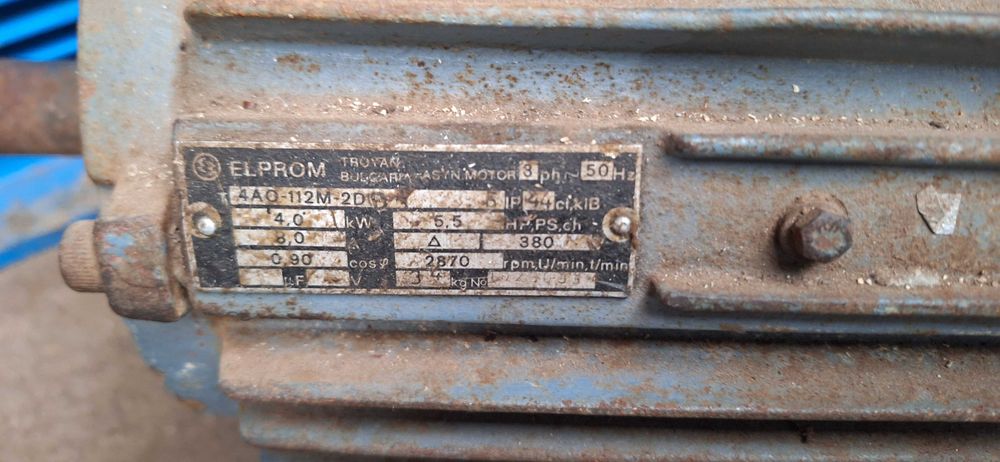 ELPROM TROYAN BULGARIA ASYN.MOTOR 3 ph ~ 50 Hz
4AO-112M-2D IP 44 cl,klB
4.0 kW 5,5 HP,PS,ch
8,0 A Δ 380 V
0,90 cosφ 2870 rpm,U/min,t/min
μF V kg No